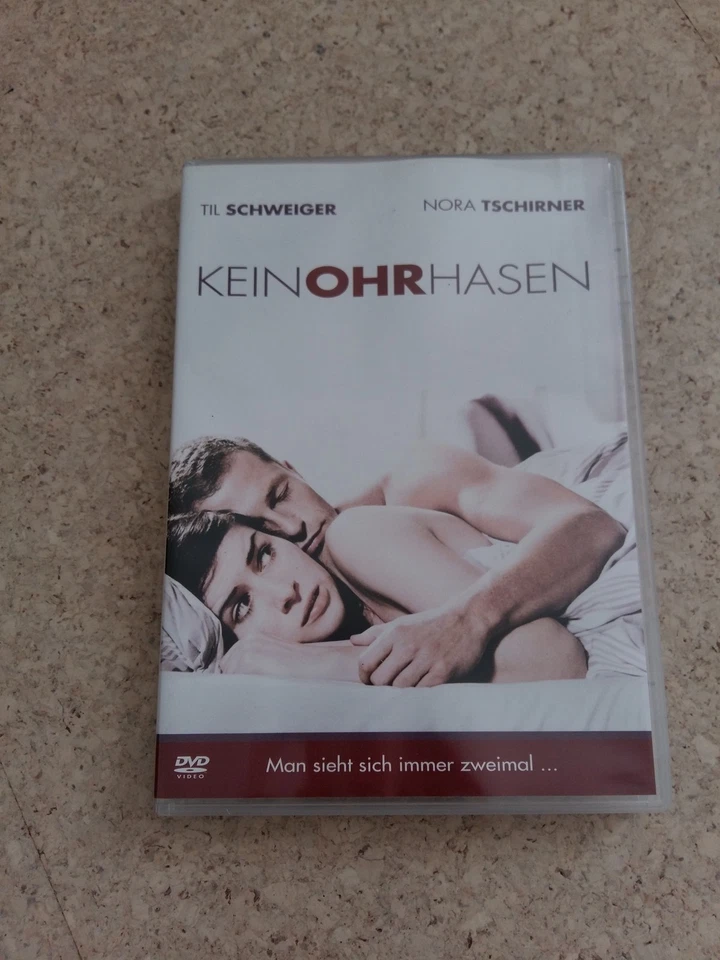 TIL SCHWEIGER NORA TSCHIRNER
KEINOHRHASEN
DVD
VIDEO
Man sieht sich immer zweimal ...